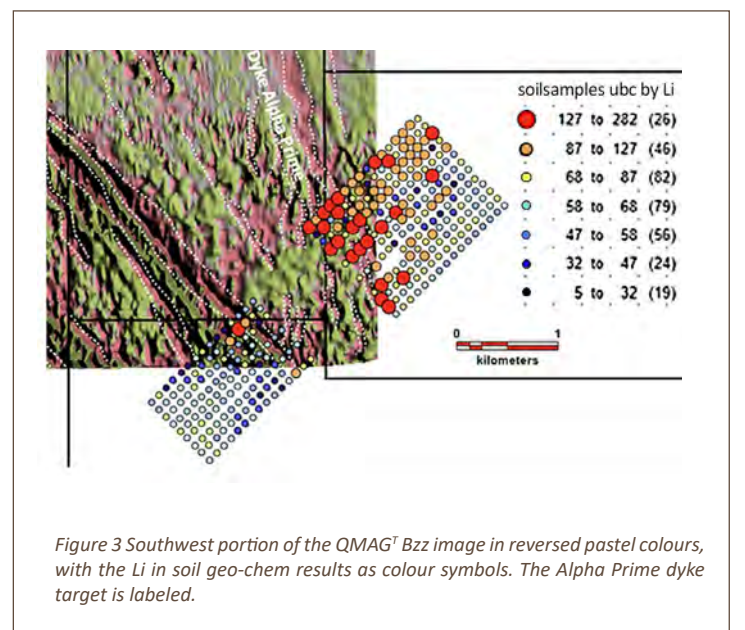 Dyke Alpha Prime
soilsamples ubc by Li
127 to 282 (26)
87 to 127 (46)
68 to 87 (82)
58 to 68 (79)
47 to 58 (56)
32 to 47 (24)
5 to 32 (19)
0 1
kilometers
Figure 3 Southwest portion of the QMAGᵀ Bzz image in reversed pastel colours,
with the Li in soil geo-chem results as colour symbols. The Alpha Prime dyke
target is labeled.